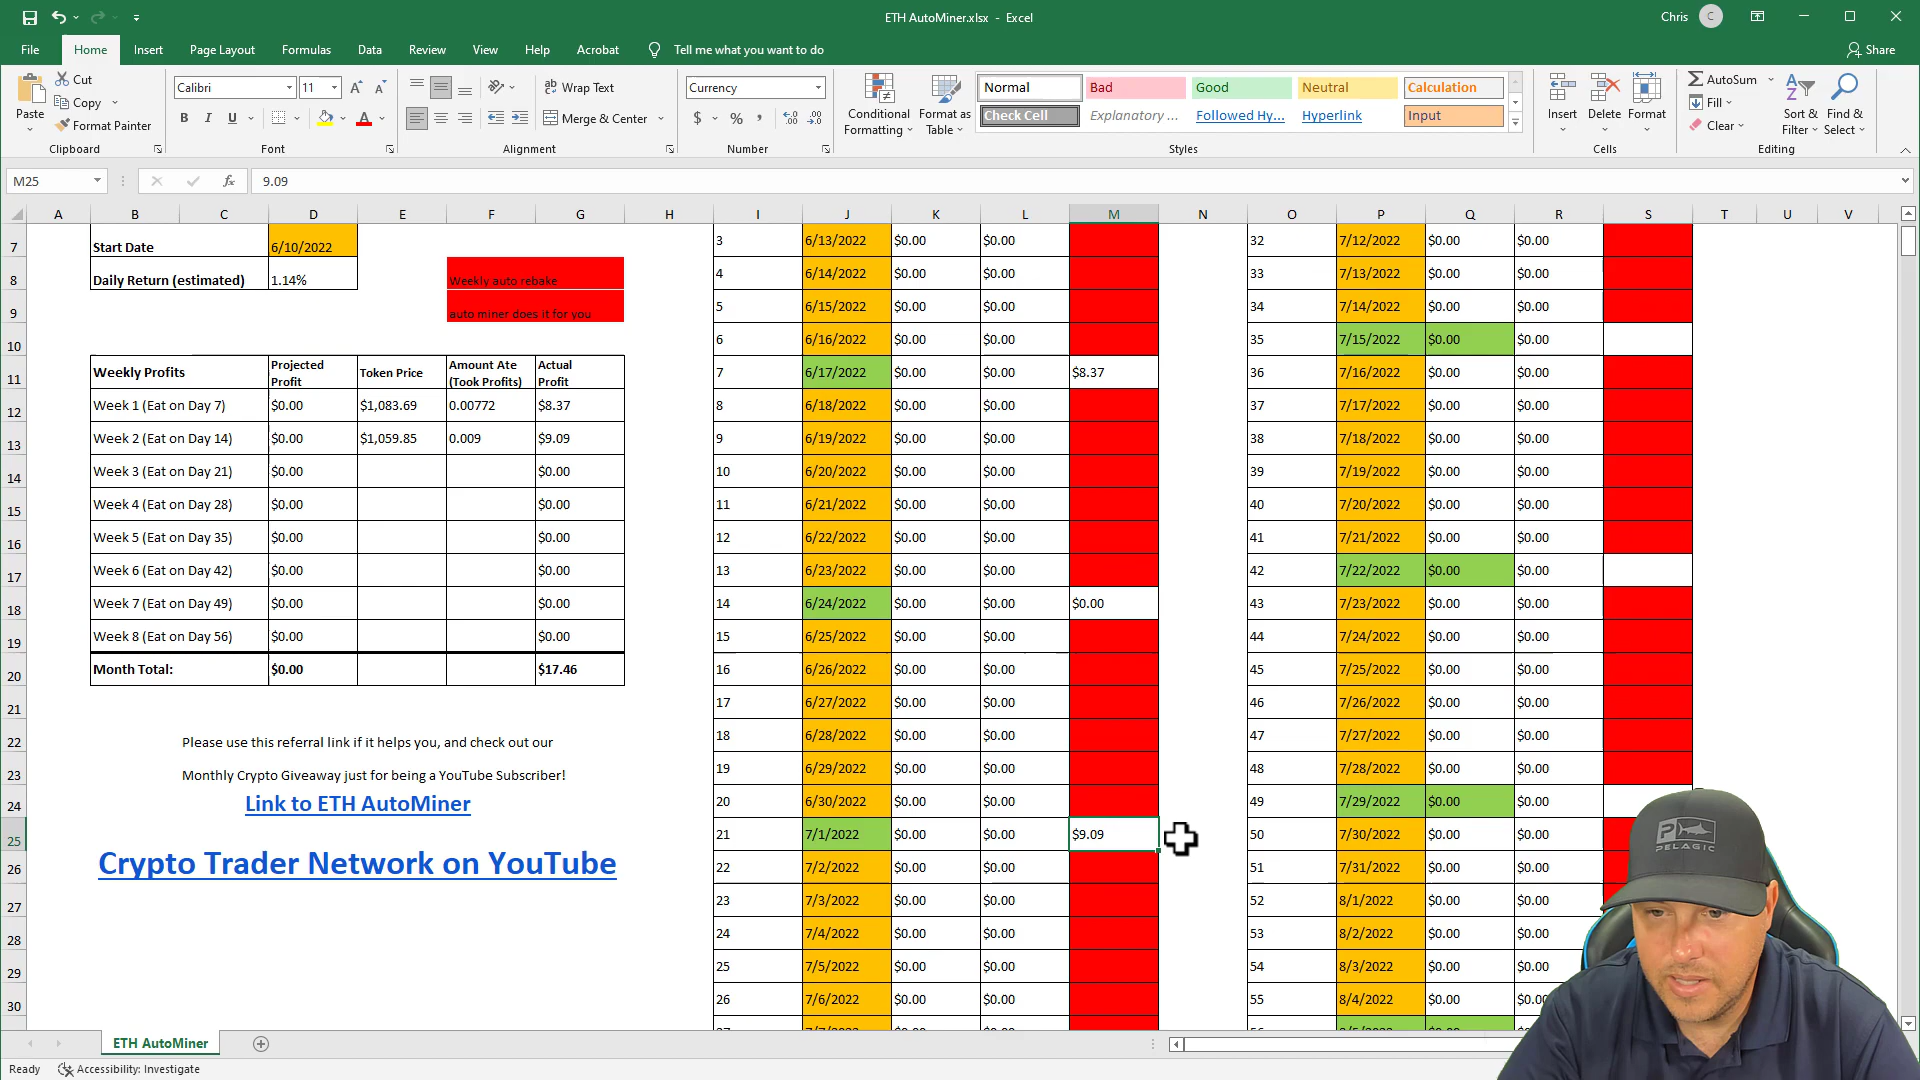 ETH AutoMiner.xlsx - Excel
Chris C
File Home Insert Page Layout Formulas Data Review View Help Acrobat Tell me what you want to do Share
Paste Cut Copy Format Painter Clipboard
Calibri 11 A A B I U A Font
Wrap Text Merge & Center Alignment
Currency $ % , Number
Conditional Formatting Format as Table
Normal Bad Good Neutral Calculation
Check Cell Explanatory ... Followed Hy... Hyperlink Input
Styles
Insert Delete Format Cells
AutoSum Fill Clear Sort & Filter Find & Select Editing
M25 fx 9.09
A B C D E F G H I J K L M N O P Q R S T U V
7 Start Date 6/10/2022 3 6/13/2022 $0.00 $0.00 32 7/12/2022 $0.00 $0.00
8 Daily Return (estimated) 1.14% Weekly auto rebake 4 6/14/2022 $0.00 $0.00 33 7/13/2022 $0.00 $0.00
9 auto miner does it for you 5 6/15/2022 $0.00 $0.00 34 7/14/2022 $0.00 $0.00
10 6 6/16/2022 $0.00 $0.00 35 7/15/2022 $0.00 $0.00
11 Weekly Profits Projected Profit Token Price Amount Ate (Took Profits) Actual Profit 7 6/17/2022 $0.00 $0.00 $8.37 36 7/16/2022 $0.00 $0.00
12 Week 1 (Eat on Day 7) $0.00 $1,083.69 0.00772 $8.37 8 6/18/2022 $0.00 $0.00 37 7/17/2022 $0.00 $0.00
13 Week 2 (Eat on Day 14) $0.00 $1,059.85 0.009 $9.09 9 6/19/2022 $0.00 $0.00 38 7/18/2022 $0.00 $0.00
14 Week 3 (Eat on Day 21) $0.00 $0.00 10 6/20/2022 $0.00 $0.00 39 7/19/2022 $0.00 $0.00
15 Week 4 (Eat on Day 28) $0.00 $0.00 11 6/21/2022 $0.00 $0.00 40 7/20/2022 $0.00 $0.00
16 Week 5 (Eat on Day 35) $0.00 $0.00 12 6/22/2022 $0.00 $0.00 41 7/21/2022 $0.00 $0.00
17 Week 6 (Eat on Day 42) $0.00 $0.00 13 6/23/2022 $0.00 $0.00 42 7/22/2022 $0.00 $0.00
18 Week 7 (Eat on Day 49) $0.00 $0.00 14 6/24/2022 $0.00 $0.00 $0.00 43 7/23/2022 $0.00 $0.00
19 Week 8 (Eat on Day 56) $0.00 $0.00 15 6/25/2022 $0.00 $0.00 44 7/24/2022 $0.00 $0.00
20 Month Total: $0.00 $17.46 16 6/26/2022 $0.00 $0.00 45 7/25/2022 $0.00 $0.00
21 17 6/27/2022 $0.00 $0.00 46 7/26/2022 $0.00 $0.00
22 Please use this referral link if it helps you, and check out our 18 6/28/2022 $0.00 $0.00 47 7/27/2022 $0.00 $0.00
23 Monthly Crypto Giveaway just for being a YouTube Subscriber! 19 6/29/2022 $0.00 $0.00 48 7/28/2022 $0.00 $0.00
24 Link to ETH AutoMiner 20 6/30/2022 $0.00 $0.00 49 7/29/2022 $0.00 $0.00
25 21 7/1/2022 $0.00 $0.00 $9.09 50 7/30/2022 $0.00 $0.00
26 Crypto Trader Network on YouTube 22 7/2/2022 $0.00 $0.00 51 7/31/2022 $0.00 $0.00
27 23 7/3/2022 $0.00 $0.00 52 8/1/2022 $0.00 $0.00
28 24 7/4/2022 $0.00 $0.00 53 8/2/2022 $0.00 $0.00
29 25 7/5/2022 $0.00 $0.00 54 8/3/2022 $0.00 $0.00
30 26 7/6/2022 $0.00 $0.00 55 8/4/2022 $0.00 $0.00
PELAGIC
ETH AutoMiner
Ready Accessibility: Investigate